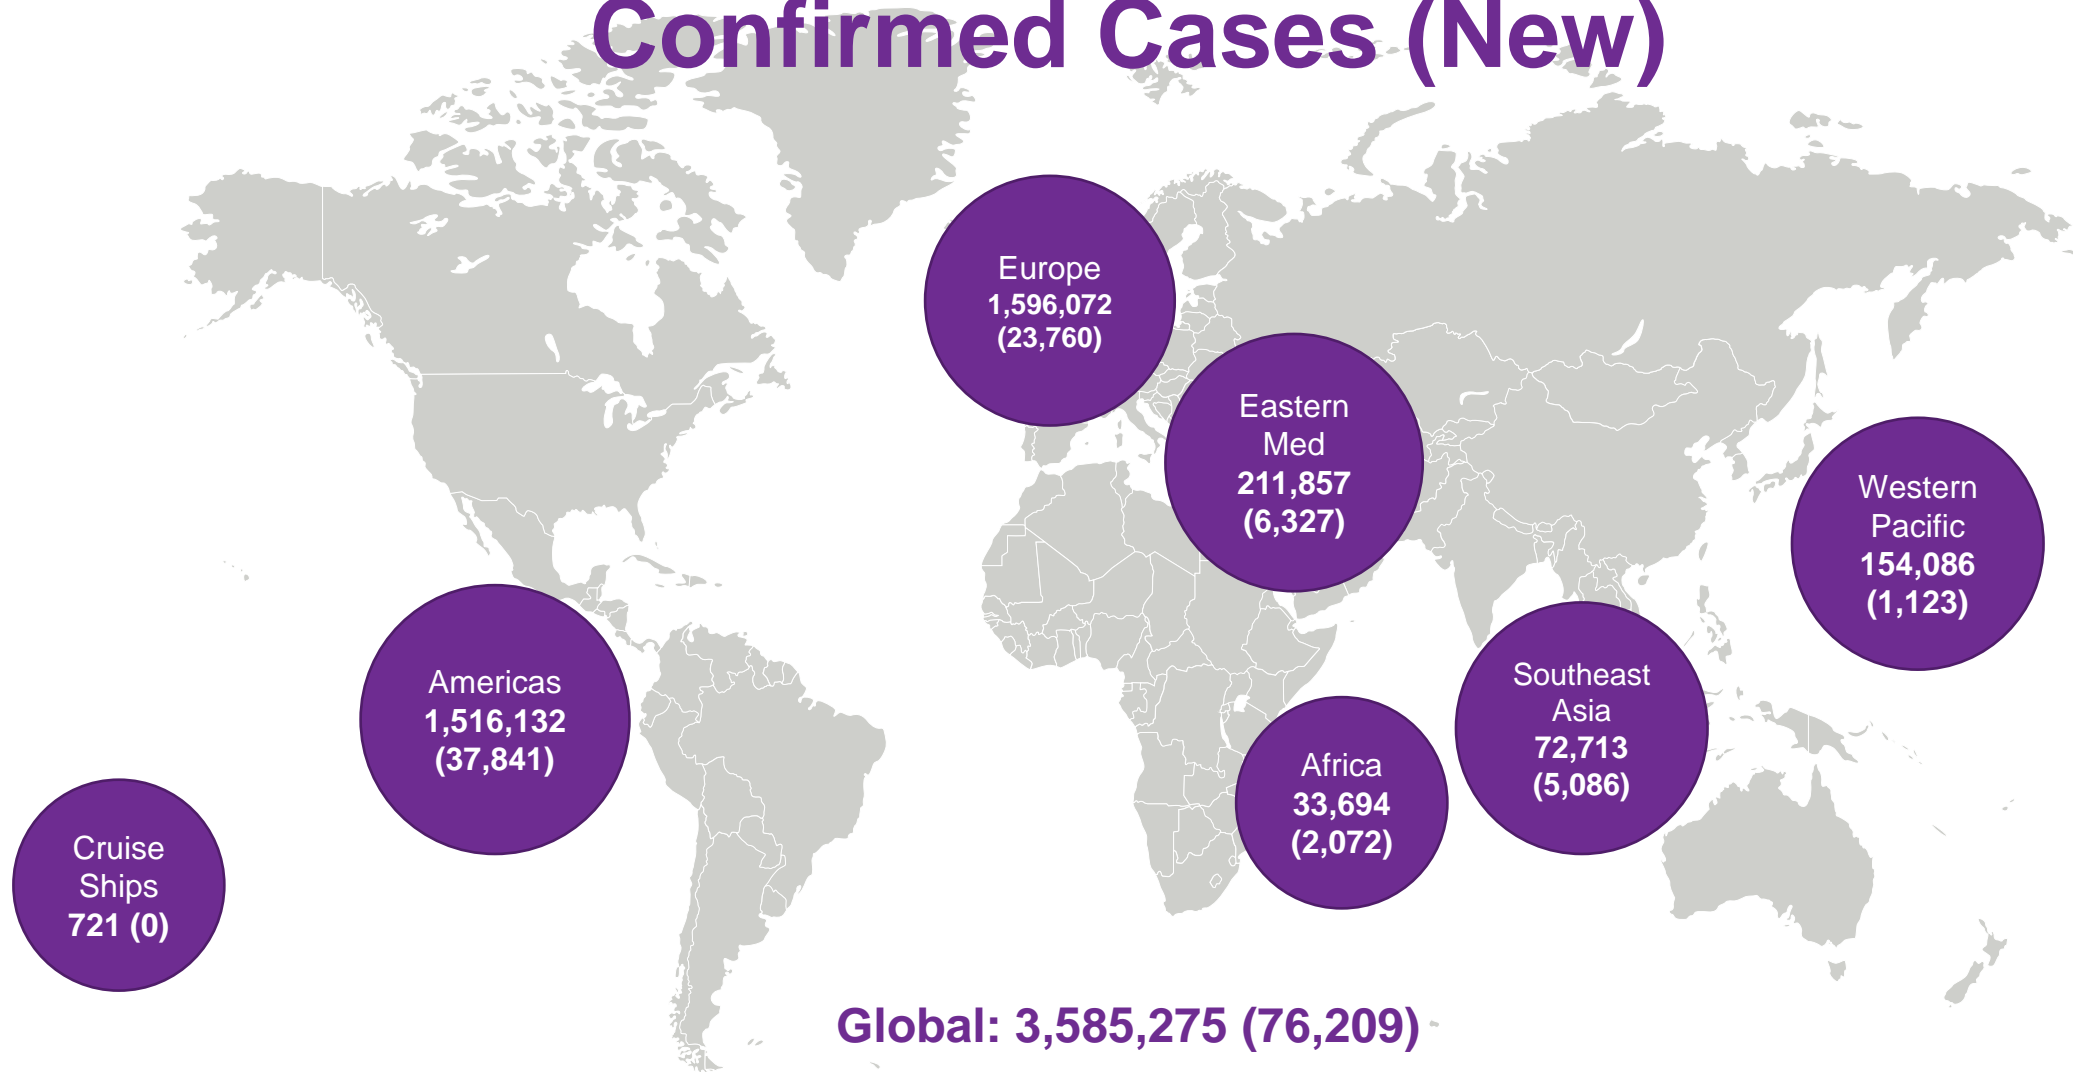 Confirmed Cases (New)
Europe
1,596,072
(23,760)
Eastern
Med
211,857
(6,327)
Western
Pacific
154,086
(1,123)
Americas
1,516,132
(37,841)
Southeast
Asia
72,713
(5,086)
Africa
33,694
(2,072)
Cruise
Ships
721 (0)
Global: 3,585,275 (76,209)